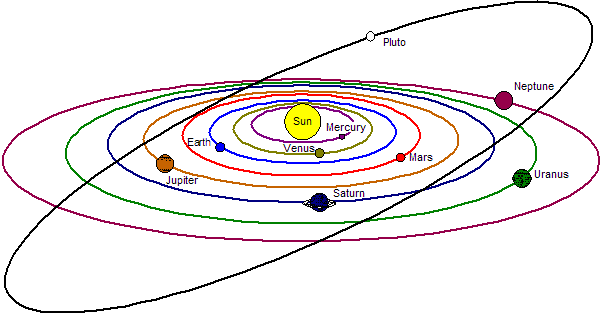 Pluto
Neptune
Sun
Mercury
Earth
Venus
Mars
Jupiter
Uranus
Saturn